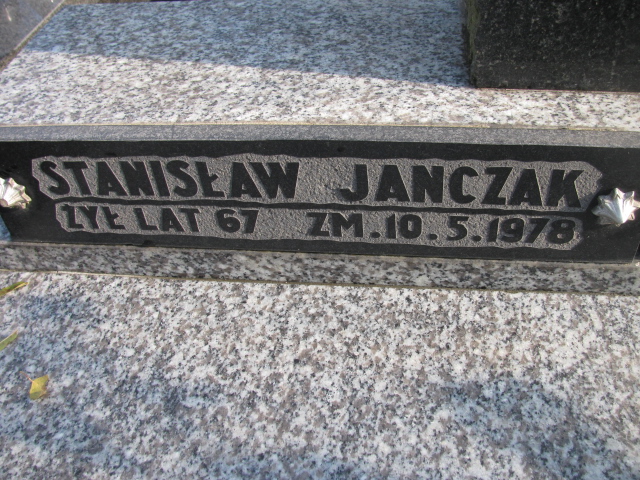 STANISŁAW JANCZAK
ŻYŁ LAT 67 ZM. 10. 5. 1978